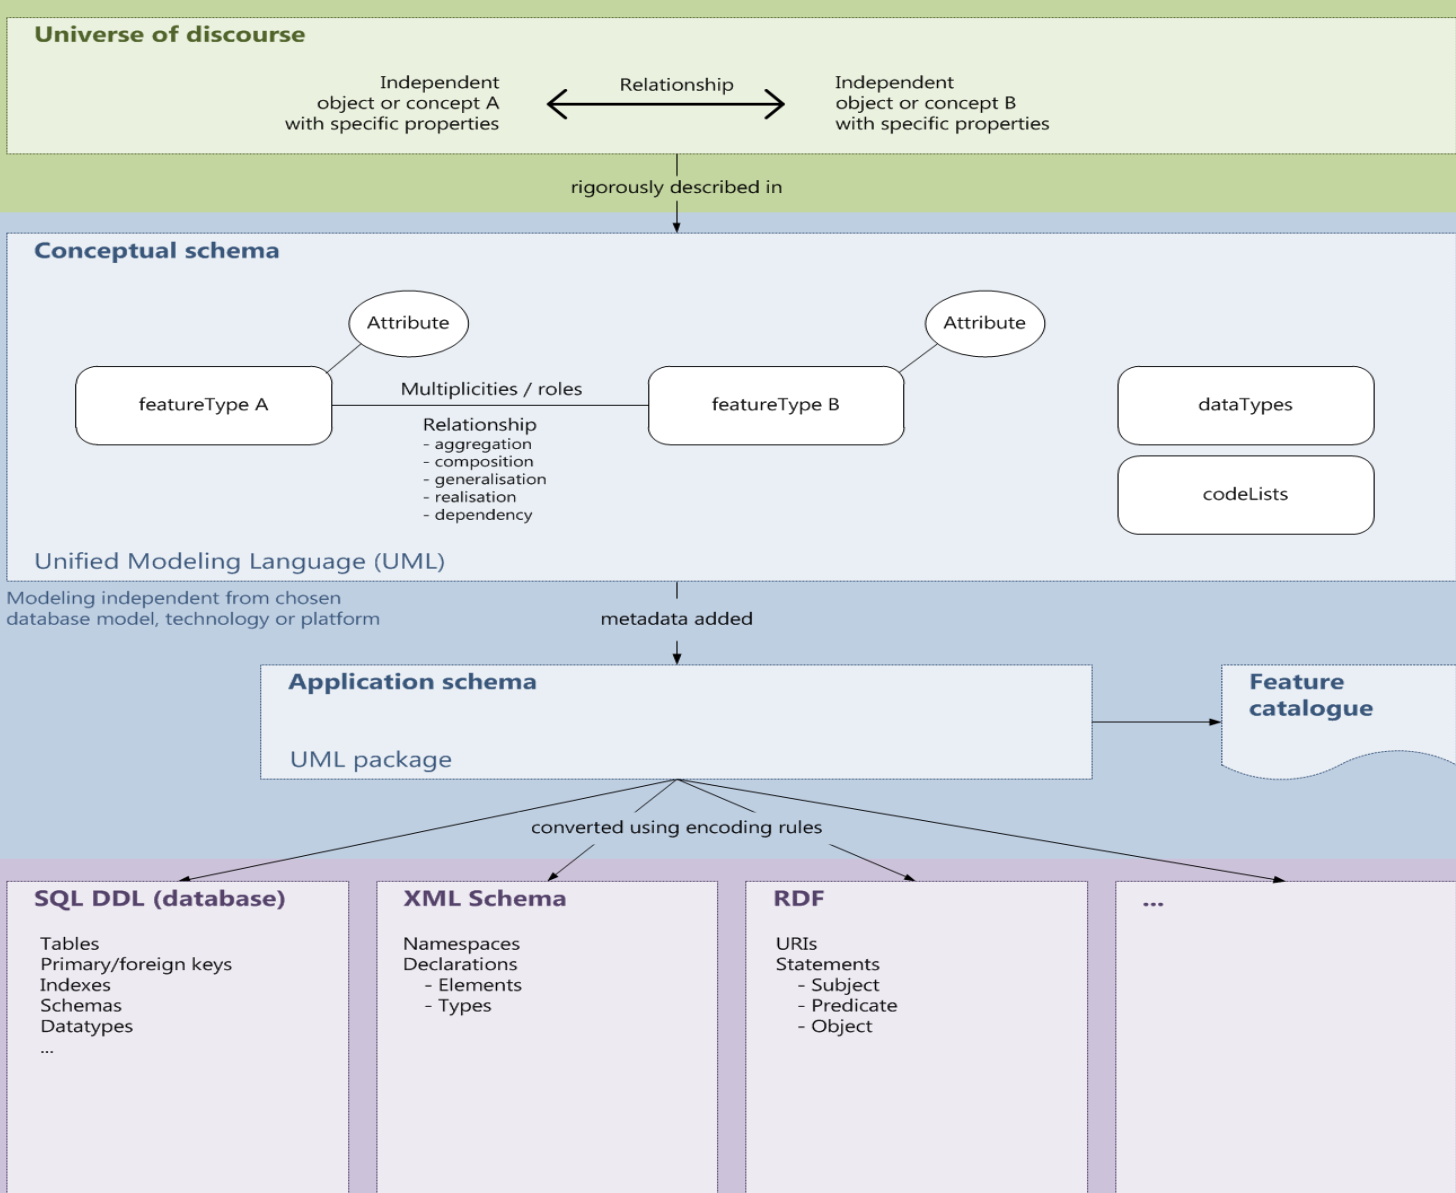 Universe of discourse
Independent
object or concept A
with specific properties
Relationship
Independent
object or concept B
with specific properties
rigorously described in
Conceptual schema
Attribute
Attribute
featureType A
Multiplicities / roles
featureType B
dataTypes
Relationship
- aggregation
- composition
- generalisation
- realisation
- dependency
codeLists
Unified Modeling Language (UML)
Modeling independent from chosen
database model, technology or platform
metadata added
Application schema
UML package
Feature
catalogue
converted using encoding rules
SQL DDL (database)
Tables
Primary/foreign keys
Indexes
Schemas
Datatypes
...
XML Schema
Namespaces
Declarations
- Elements
- Types
RDF
URIs
Statements
- Subject
- Predicate
- Object
...